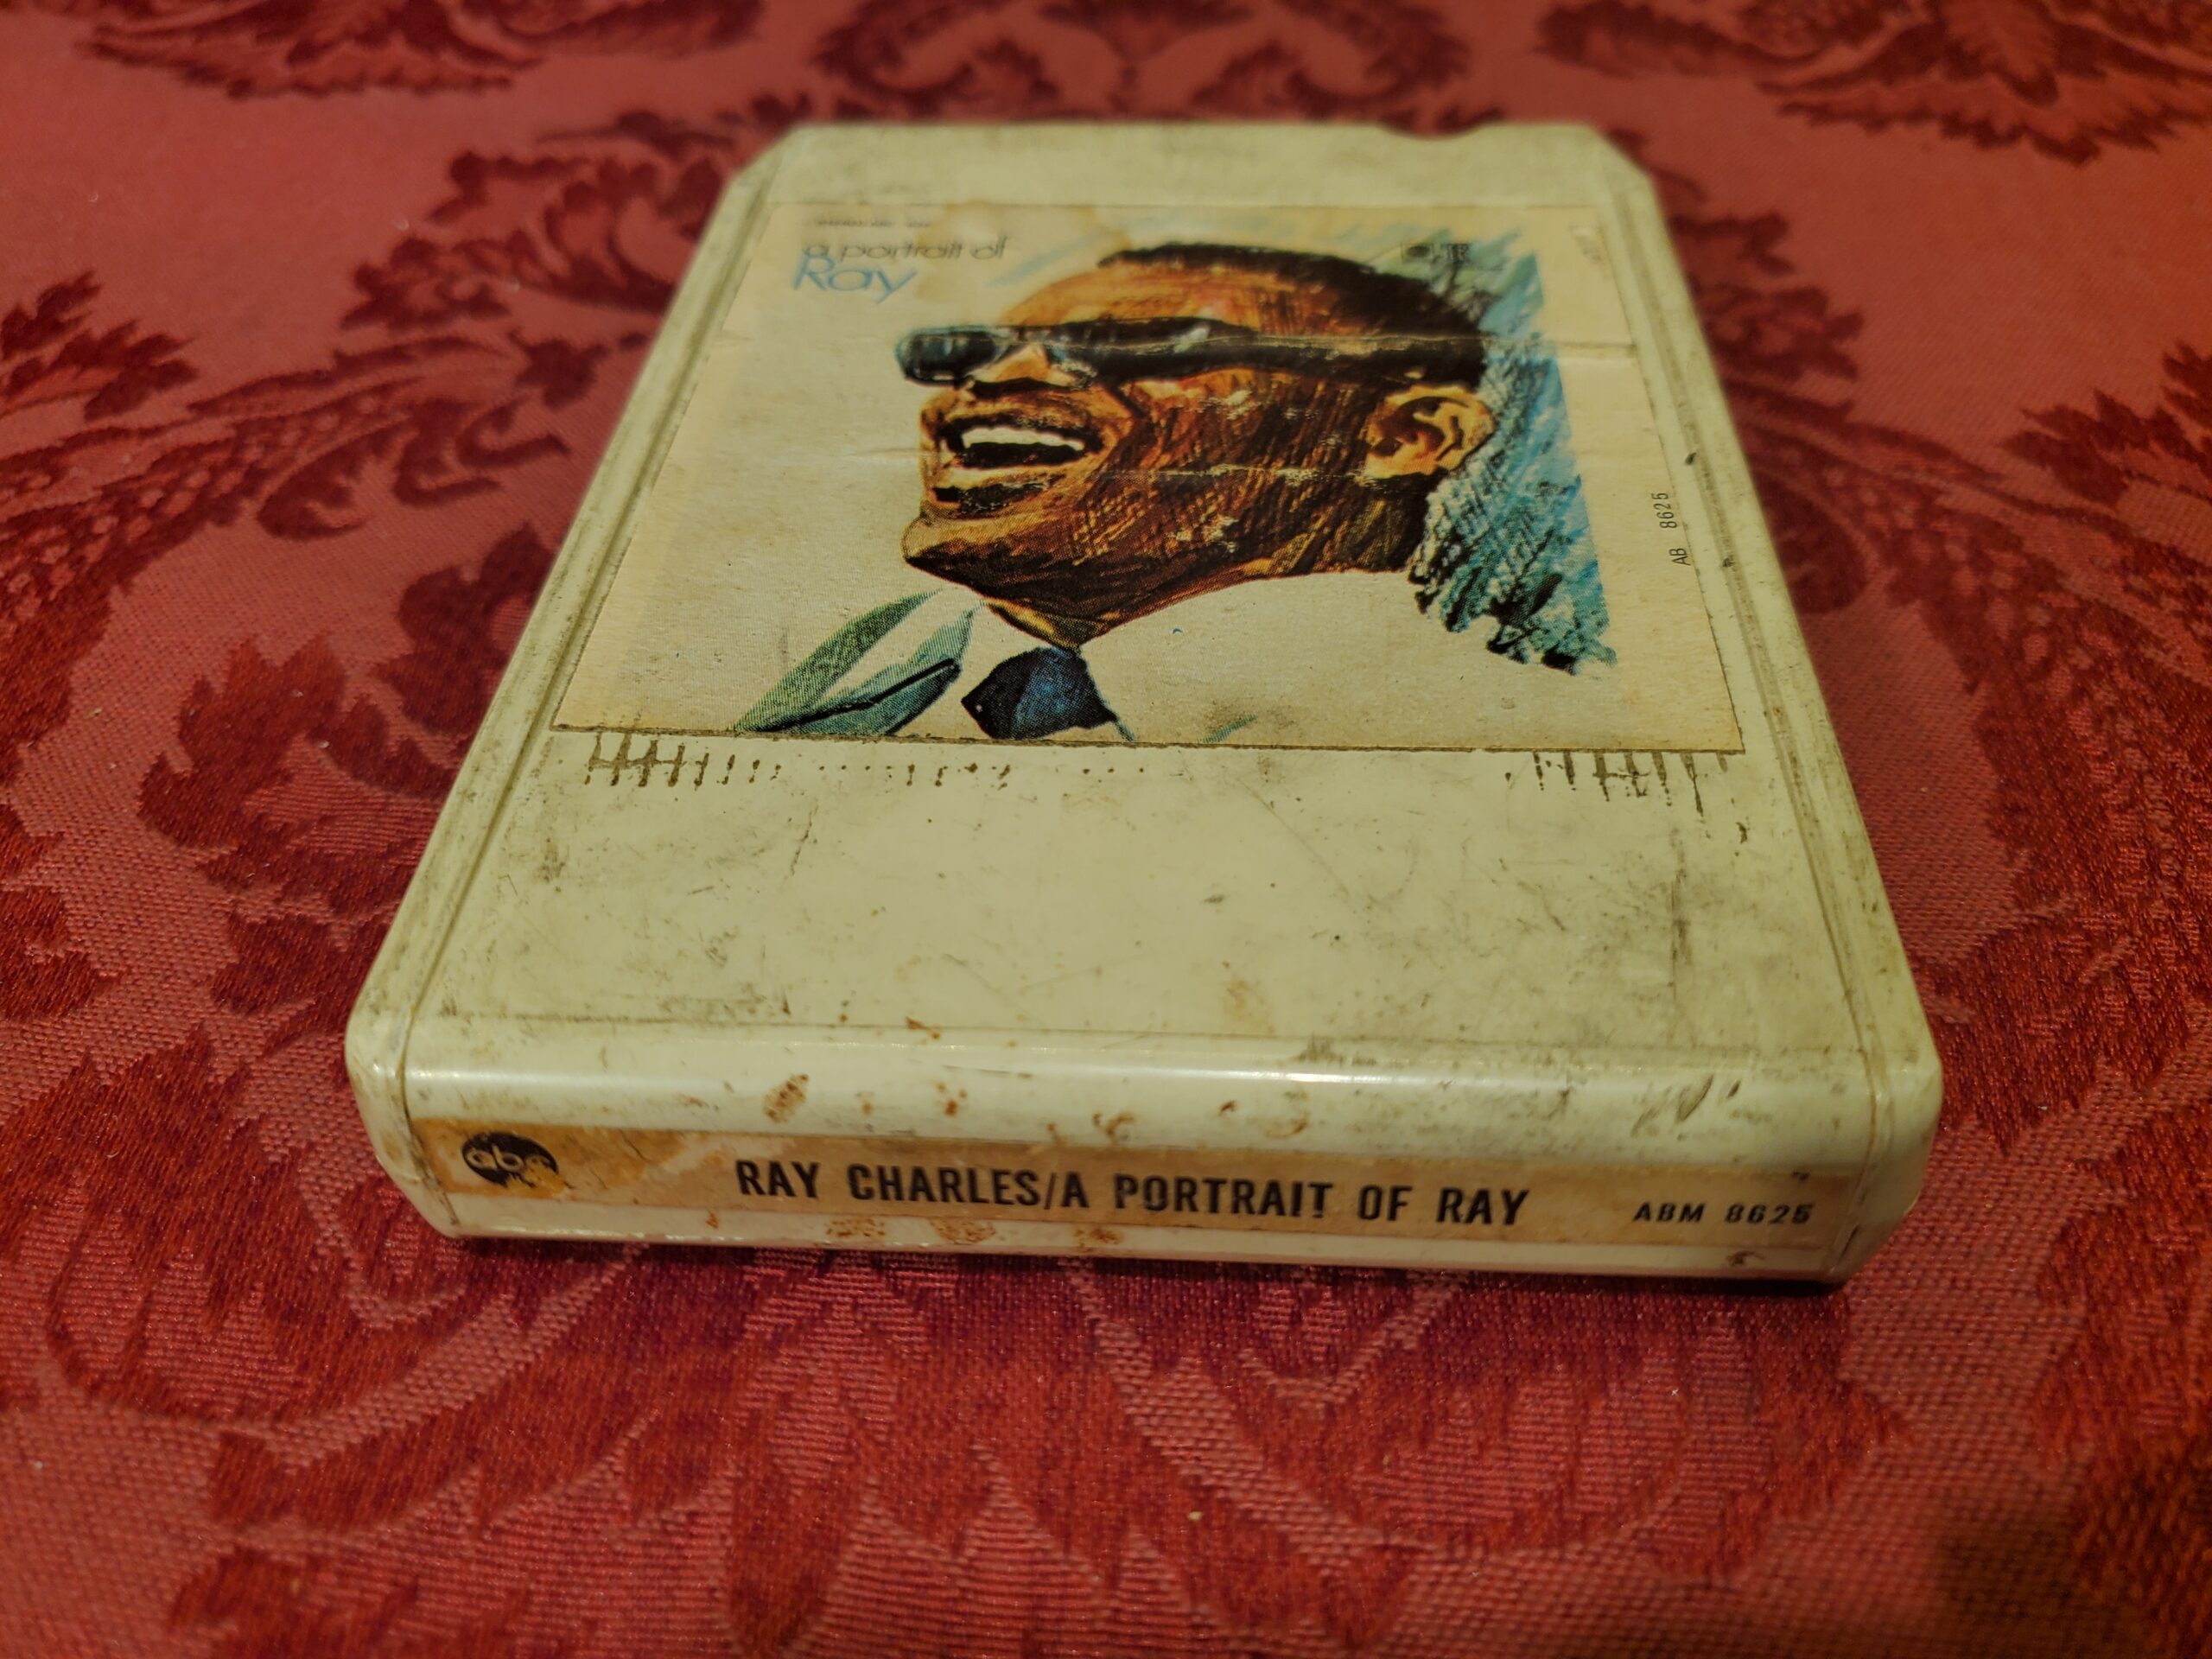 a portrait of
Ray
AB 8625
abc
RAY CHARLES/A PORTRAIT OF RAY
ABM 8625